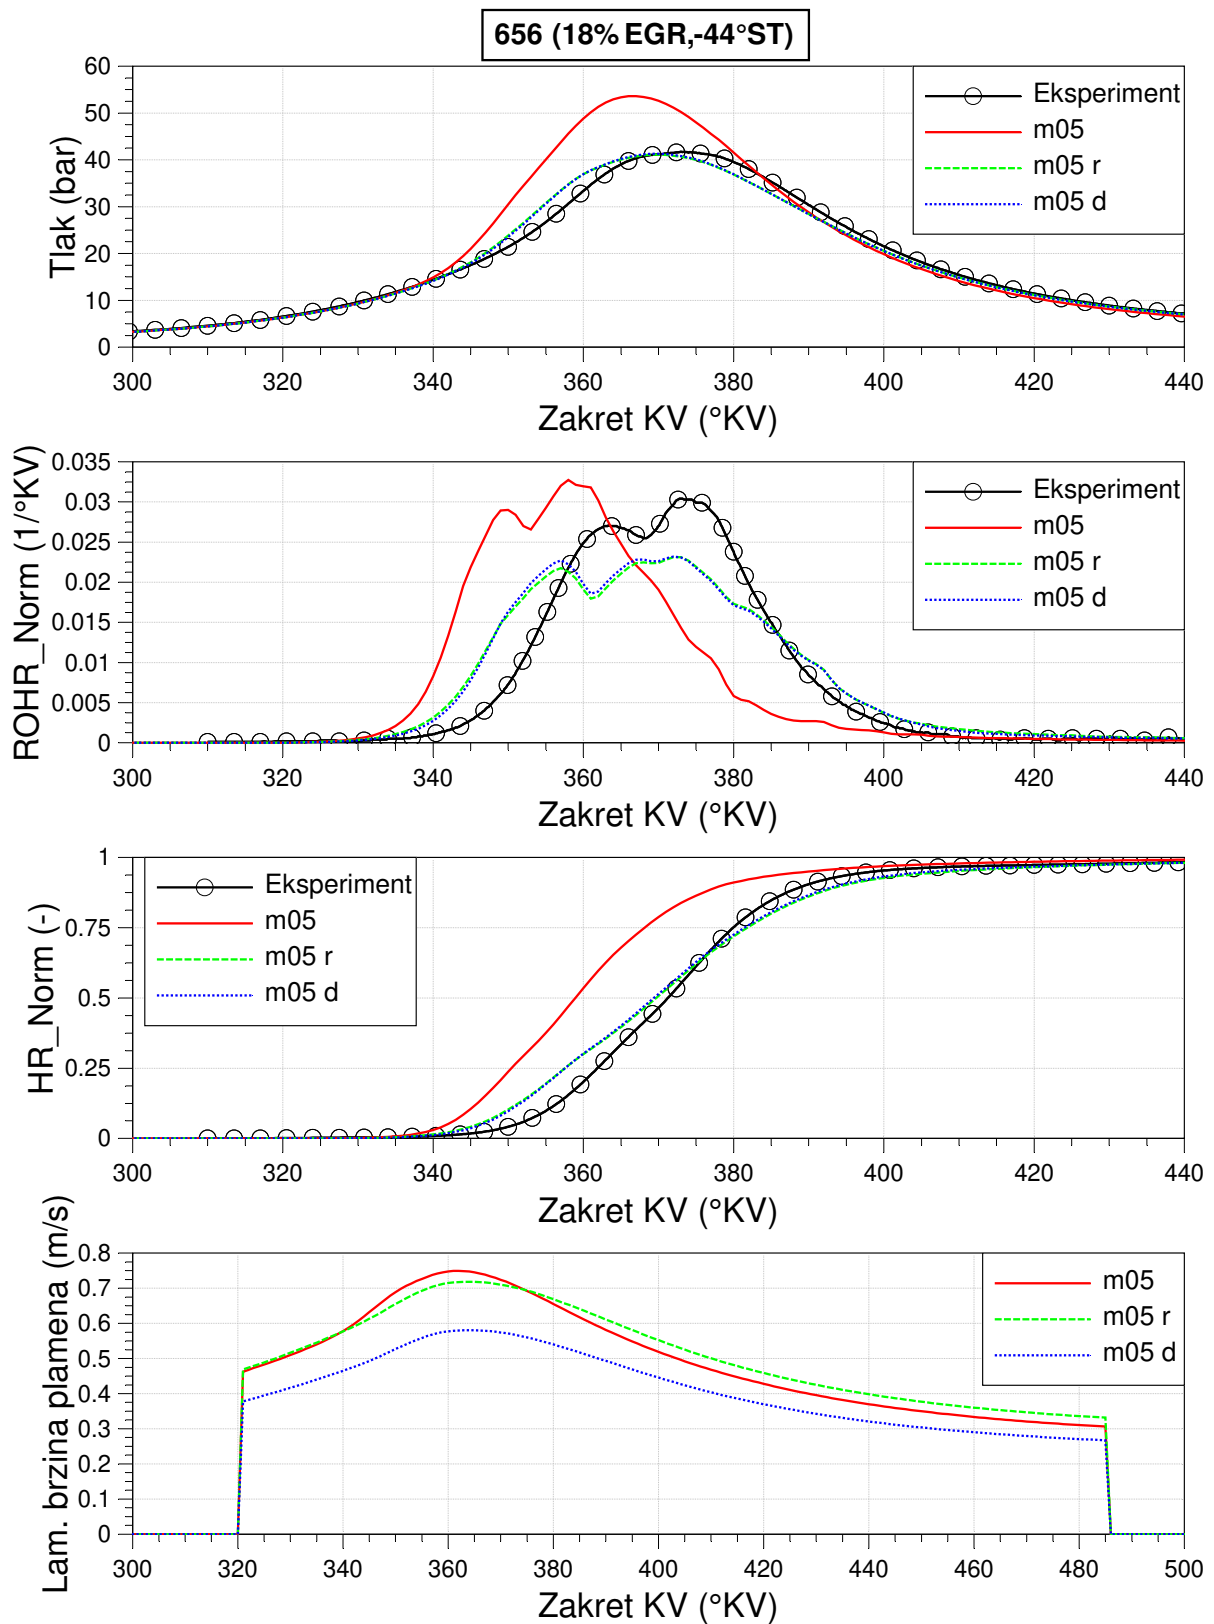 656 (18% EGR,-44°ST)
Tlak (bar)
60
50
40
30
20
10
0
Eksperiment
m05
m05 r
m05 d
300 320 340 360 380 400 420 440
Zakret KV (°KV)
ROHR_Norm (1/°KV)
0.035
0.03
0.025
0.02
0.015
0.01
0.005
0
Eksperiment
m05
m05 r
m05 d
300 320 340 360 380 400 420 440
Zakret KV (°KV)
HR_Norm (-)
1
0.75
0.5
0.25
0
Eksperiment
m05
m05 r
m05 d
300 320 340 360 380 400 420 440
Zakret KV (°KV)
Lam. brzina plamena (m/s)
0.8
0.7
0.6
0.5
0.4
0.3
0.2
0.1
0
m05
m05 r
m05 d
300 320 340 360 380 400 420 440 460 480 500
Zakret KV (°KV)